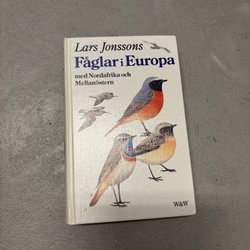 Lars Jonssons
Fåglar i Europa
med Nordafrika och
Mellanöstern
W&W